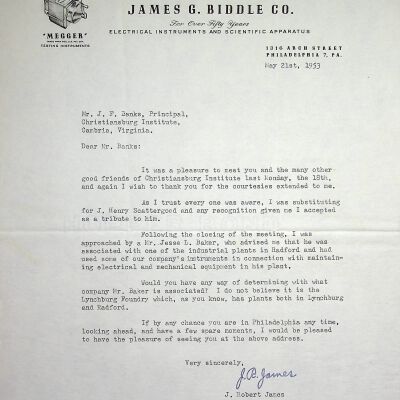 JAMES G. BIDDLE CO.
For Over Fifty Years
ELECTRICAL INSTRUMENTS AND SCIENTIFIC APPARATUS
"MEGGER"
TESTING INSTRUMENTS
1316 ARCH STREET
PHILADELPHIA 7, PA.
May 21st, 1953
Mr. J. F. Banks, Principal,
Christiansburg Institute,
Cambria, Virginia.
Dear Mr. Banks:
It was a pleasure to meet you and the many other
good friends of Christiansburg Institute last Monday, the 18th,
and again I wish to thank you for the courtesies extended to me.
As I trust every one was aware, I was substituting
for J. Henry Scattergood and any recognition given me I accepted
as a tribute to him.
Following the closing of the meeting, I was
approached by a Mr. Jesse L. Baker, who advised me that he was
associated with one of the industrial plants in Radford and had
used some of our company's instruments in connection with maintain-
ing electrical and mechanical equipment in his plant.
Would you have any way of determining with what
company Mr. Baker is associated? I do not believe it is the
Lynchburg Foundry which, as you know, has plants both in Lynchburg
and Radford.
If by any chance you are in Philadelphia any time,
looking ahead, and have a few spare moments, I would be pleased
to have the pleasure of seeing you at the above address.
Very sincerely,
J. R. James
J. Robert James